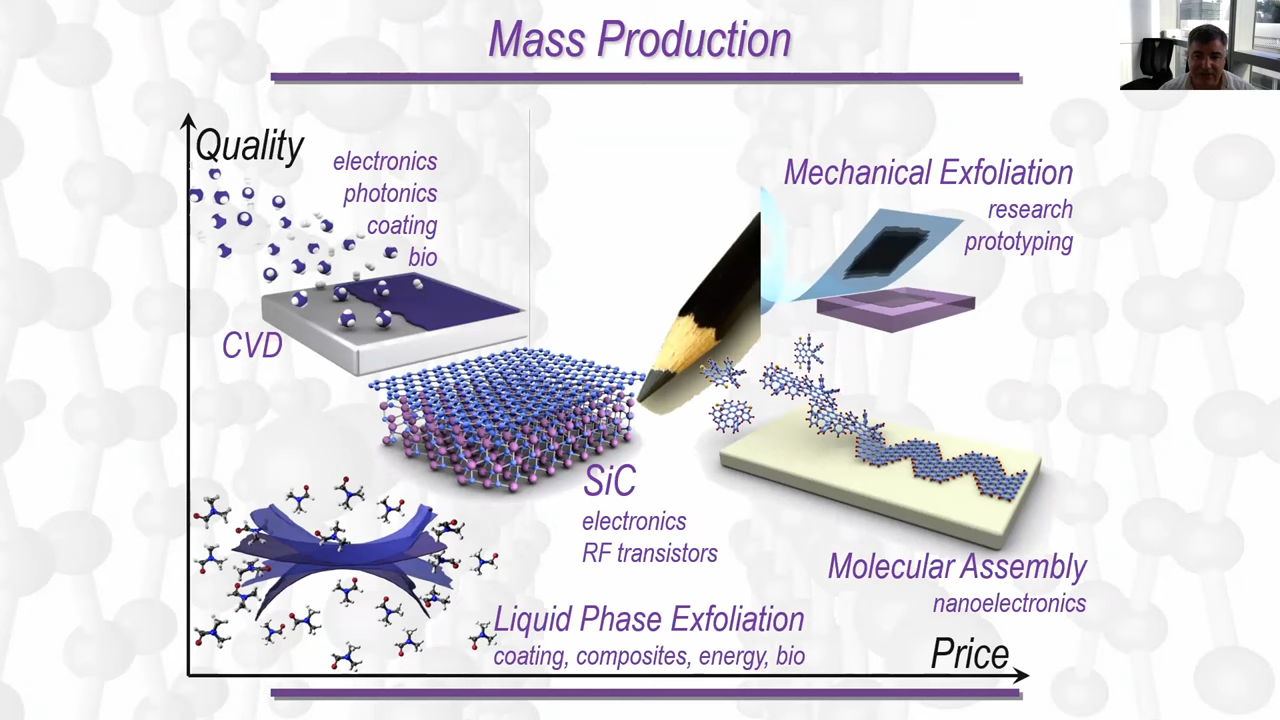 Mass Production
Quality
electronics
photonics
coating
bio
CVD
Mechanical Exfoliation
research
prototyping
SiC
electronics
RF transistors
Molecular Assembly
nanoelectronics
Liquid Phase Exfoliation
coating, composites, energy, bio
Price